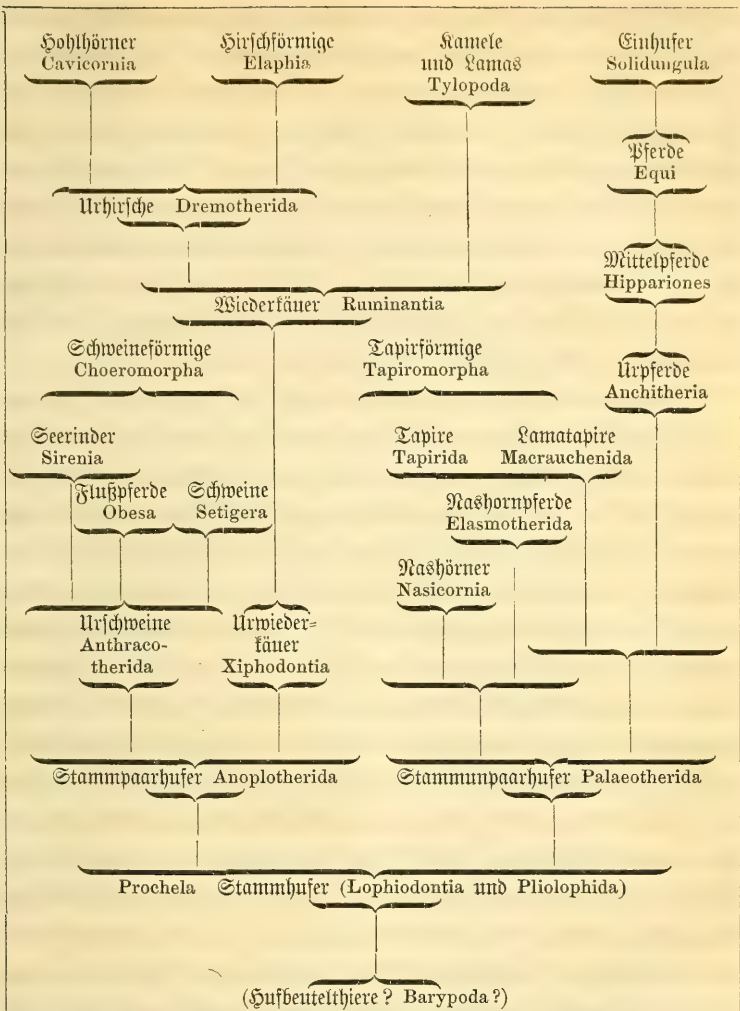 Hohlhörner
Cavicornia
Hirschförmige
Elaphia
Kamele
und Lamas
Tylopoda
Einhufer
Solidungula
Pferde
Equi
Urhirsche Dremotherida
Mittelpferde
Hippariones
Wiederkäuer Ruminantia
Schweineförmige
Choeromorpha
Tapirförmige
Tapiromorpha
Urpferde
Anchitheria
Seerinder
Sirenia
Tapire
Tapirida
Lamatapire
Macrauchenida
Flußpferde
Obesa
Schweine
Setigera
Nashornpferde
Elasmotherida
Nashörner
Nasicornia
Urschweine
Anthraco-
therida
Urwieder=
käuer
Xiphodontia
Stammpaarhufer Anoplotherida
Stammunpaarhufer Palaeotherida
Prochela Stammhufer (Lophiodontia und Pliolophida)
(Hufbeutelthiere? Barypoda?)